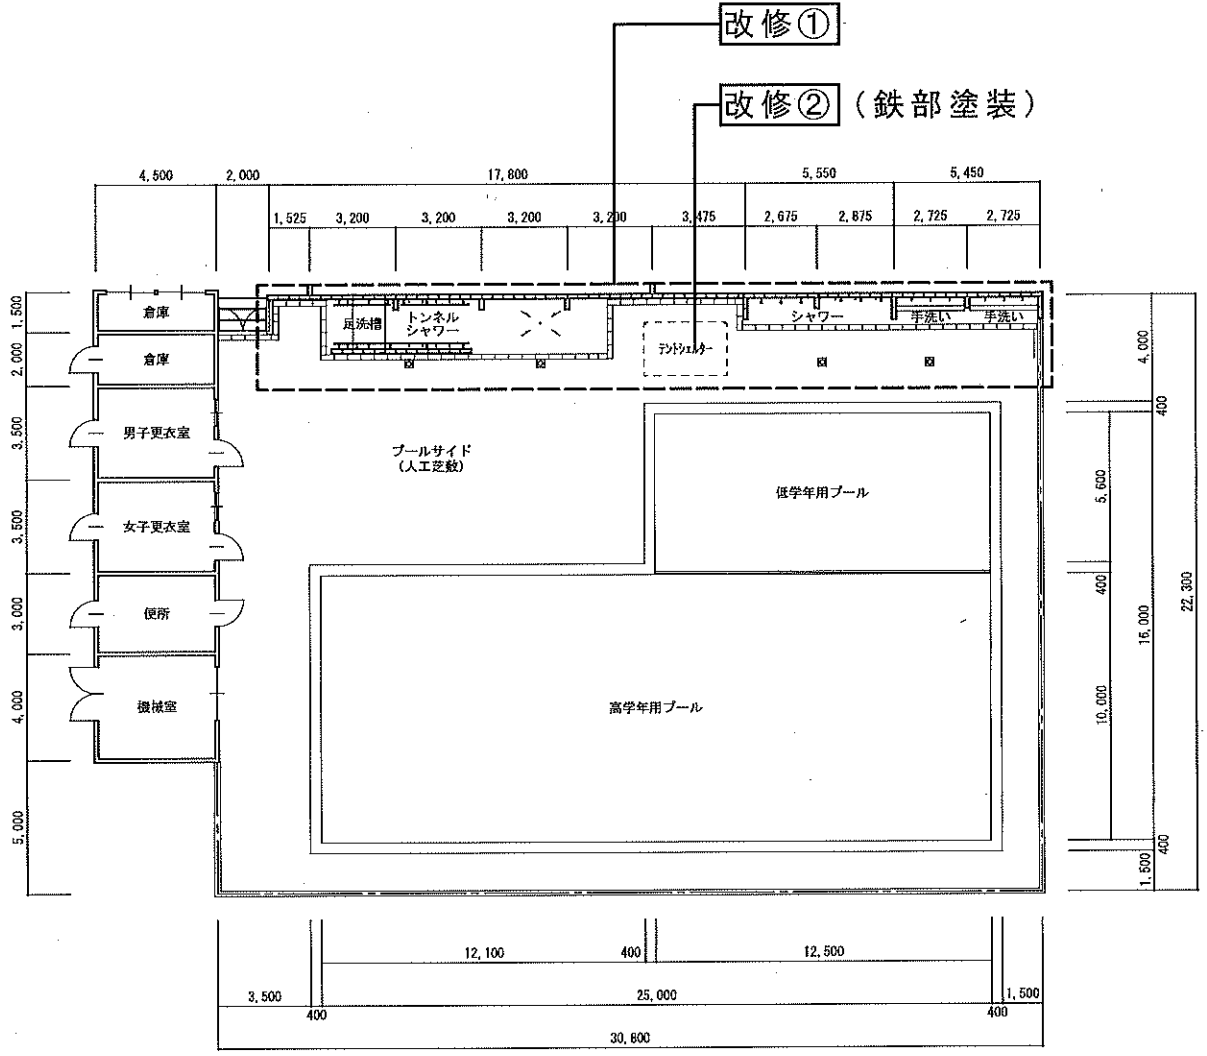 改修①
改修②（鉄部塗装）
4,500
2,000
17,800
5,550
5,450
1,525
3,200
3,200
3,200
3,200
3,475
2,675
2,875
2,725
2,725
倉庫
足洗槽
トンネル
シャワー
テントシェルター
シャワー
手洗い
手洗い
倉庫
男子更衣室
女子更衣室
便所
機械室
プールサイド
（人工芝敷）
低学年用プール
高学年用プール
1,500
2,000
3,500
3,500
3,000
4,000
5,000
4,000
400
5,600
400
16,000
22,300
10,000
400
1,500
12,100
400
12,500
3,500
400
25,000
400
1,500
30,800